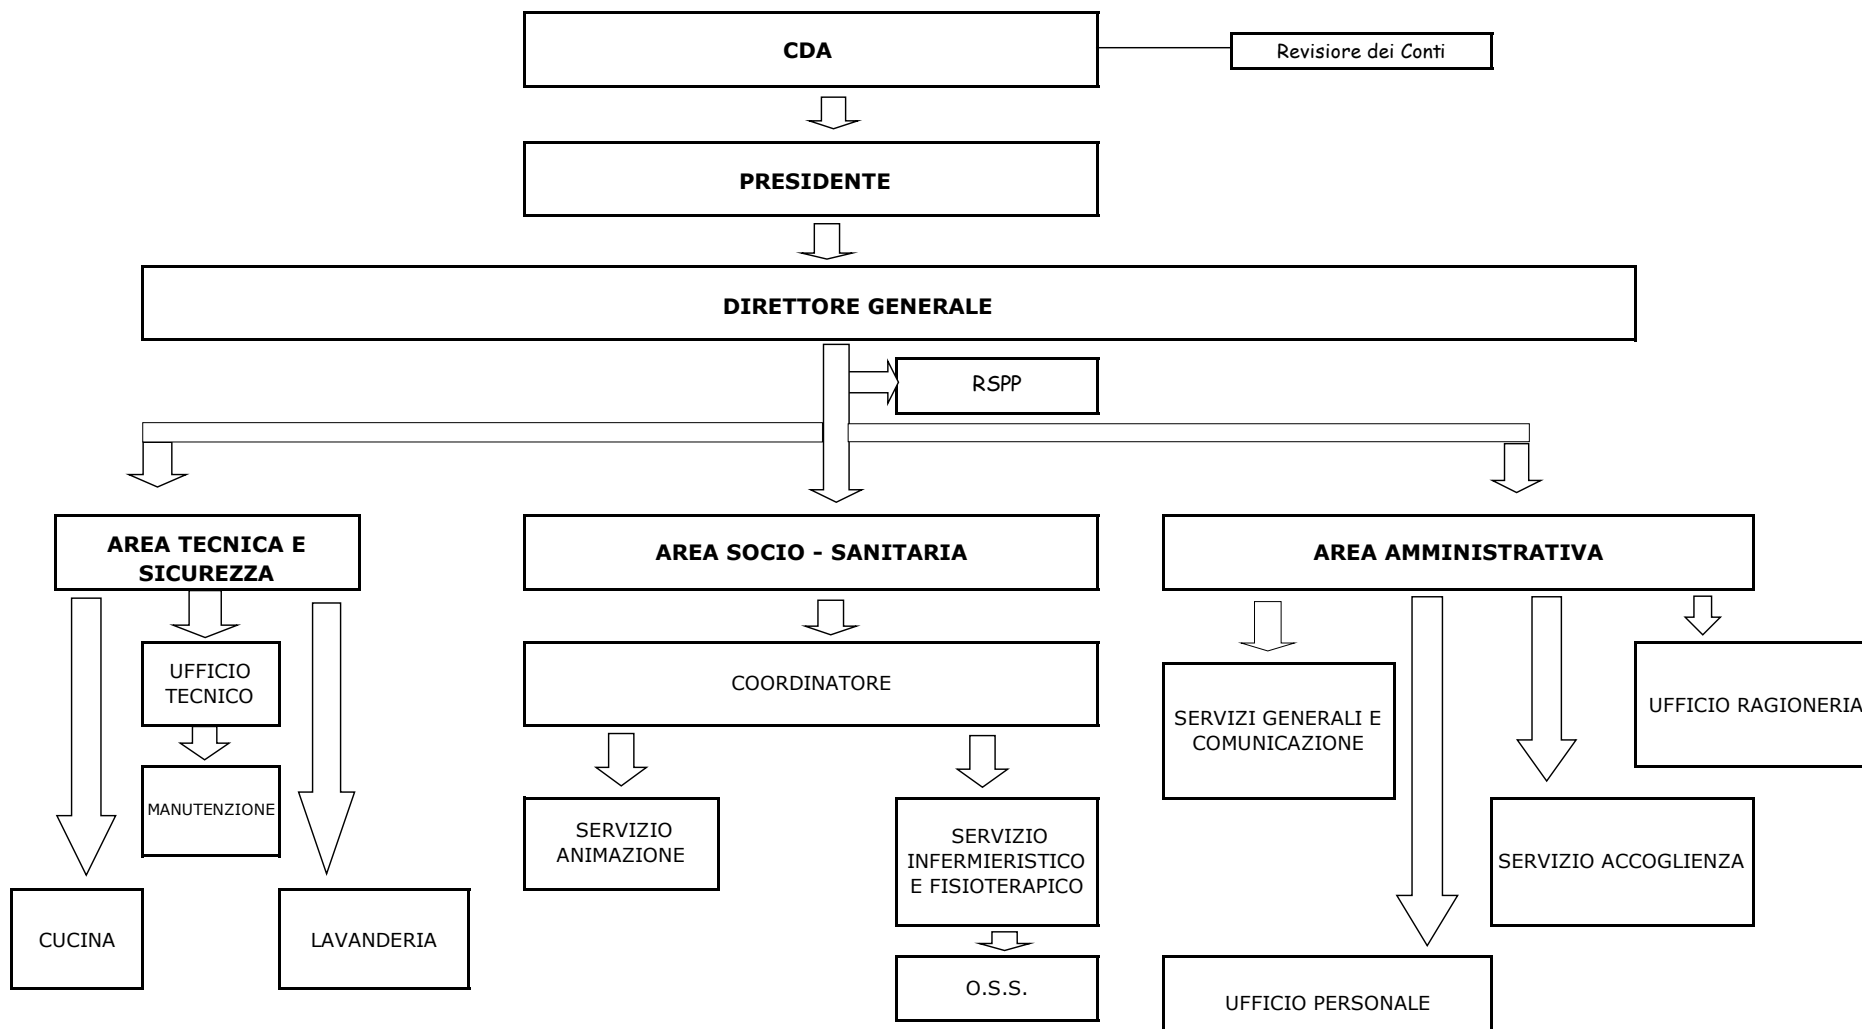 CDA
Revisiore dei Conti
PRESIDENTE
DIRETTORE GENERALE
RSPP
AREA TECNICA E
SICUREZZA
AREA SOCIO - SANITARIA
AREA AMMINISTRATIVA
UFFICIO
TECNICO
MANUTENZIONE
CUCINA
LAVANDERIA
COORDINATORE
SERVIZIO
ANIMAZIONE
SERVIZIO
INFERMIERISTICO
E FISIOTERAPICO
O.S.S.
SERVIZI GENERALI E
COMUNICAZIONE
UFFICIO PERSONALE
SERVIZIO ACCOGLIENZA
UFFICIO RAGIONERIA